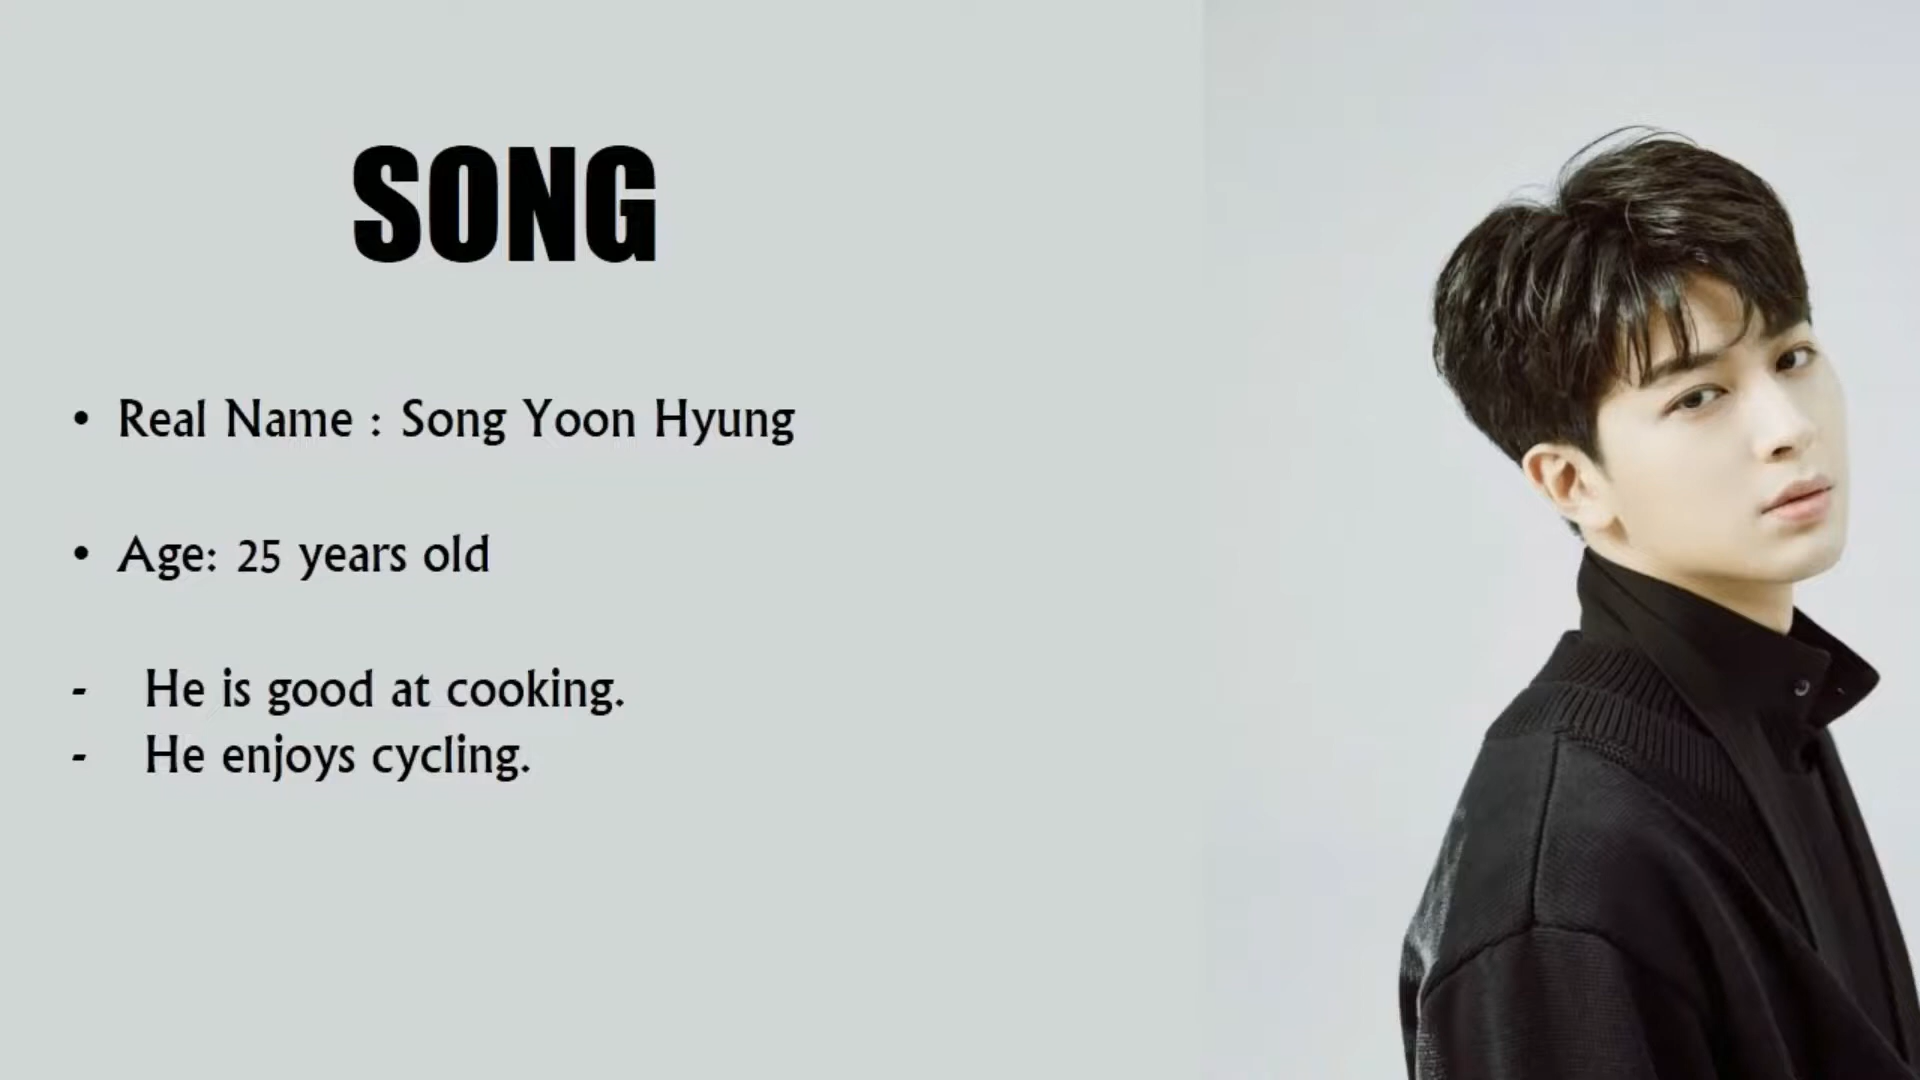 SONG
• Real Name : Song Yoon Hyung
• Age: 25 years old
- He is good at cooking.
- He enjoys cycling.